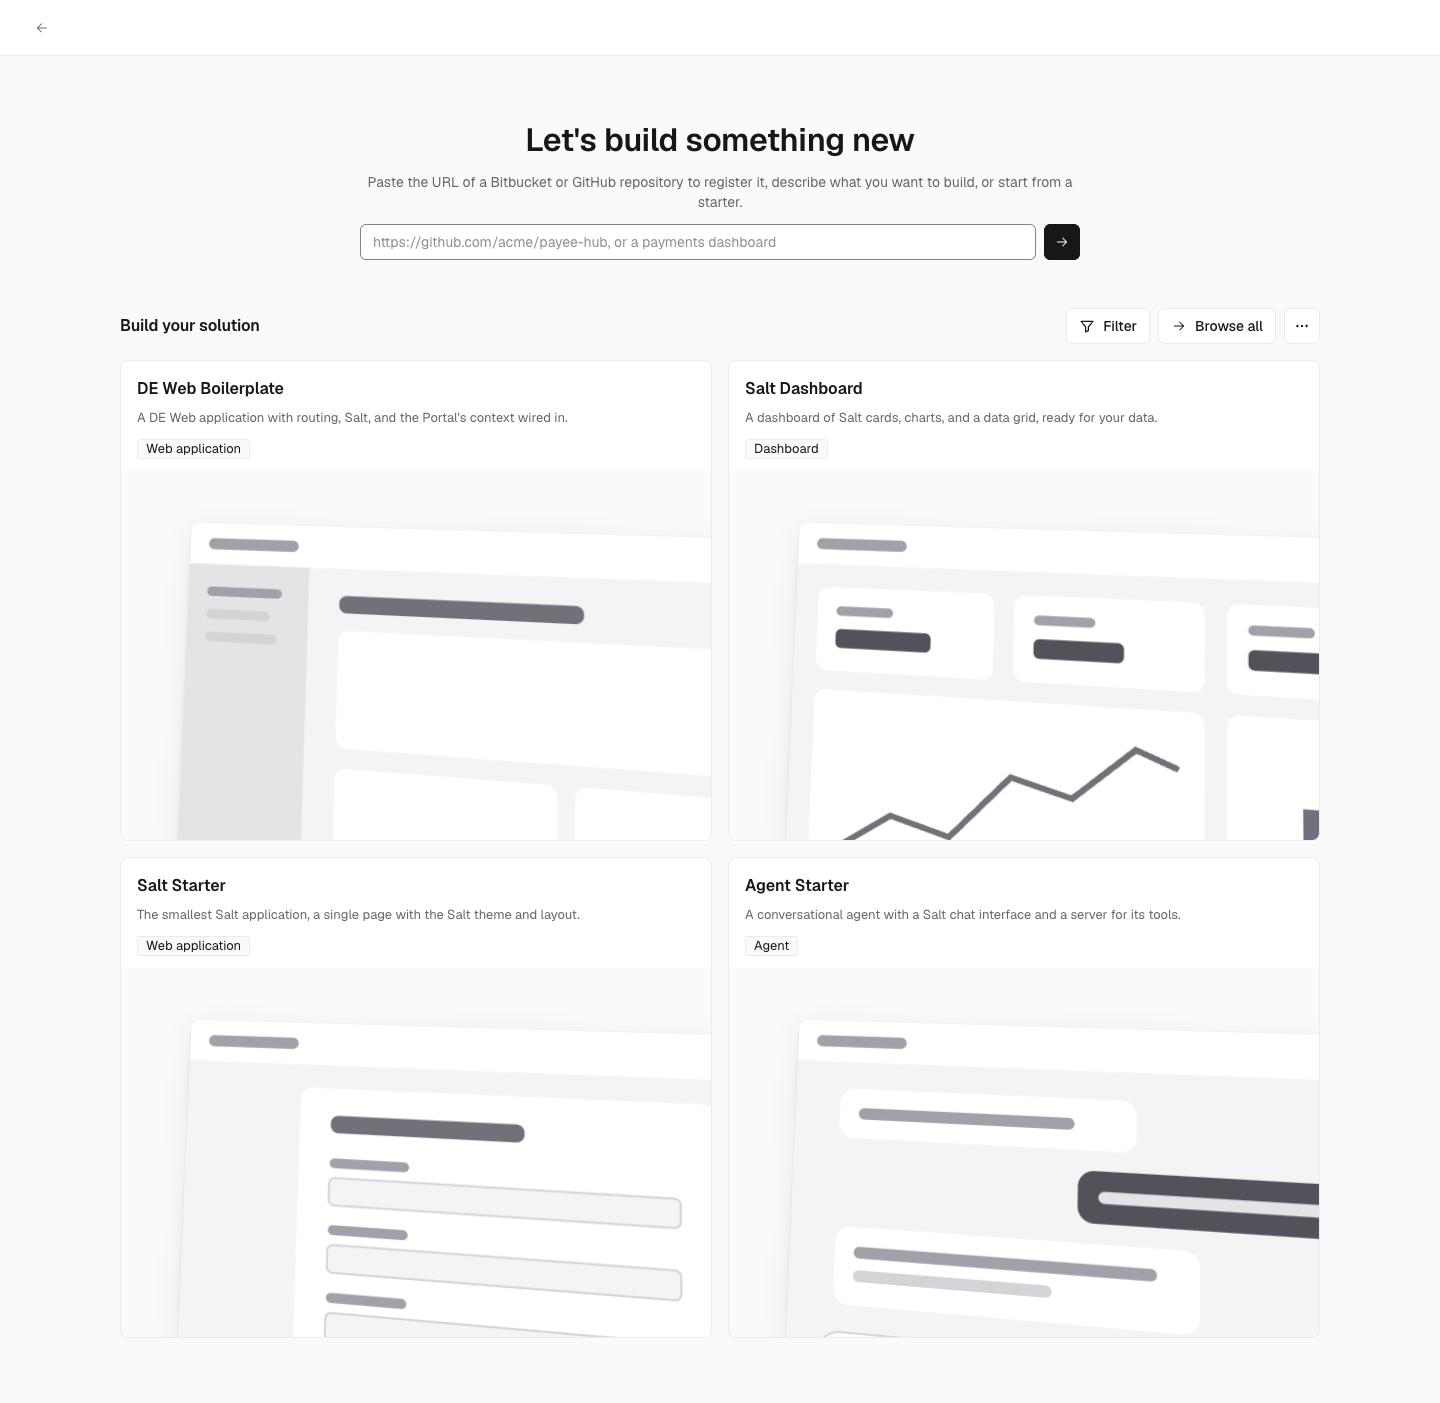 Let's build something new
Paste the URL of a Bitbucket or GitHub repository to register it, describe what you want to build, or start from a
starter.
https://github.com/acme/payee-hub, or a payments dashboard
Build your solution
Filter
Browse all
DE Web Boilerplate
A DE Web application with routing, Salt, and the Portal's context wired in.
Web application
Salt Dashboard
A dashboard of Salt cards, charts, and a data grid, ready for your data.
Dashboard
Salt Starter
The smallest Salt application, a single page with the Salt theme and layout.
Web application
Agent Starter
A conversational agent with a Salt chat interface and a server for its tools.
Agent